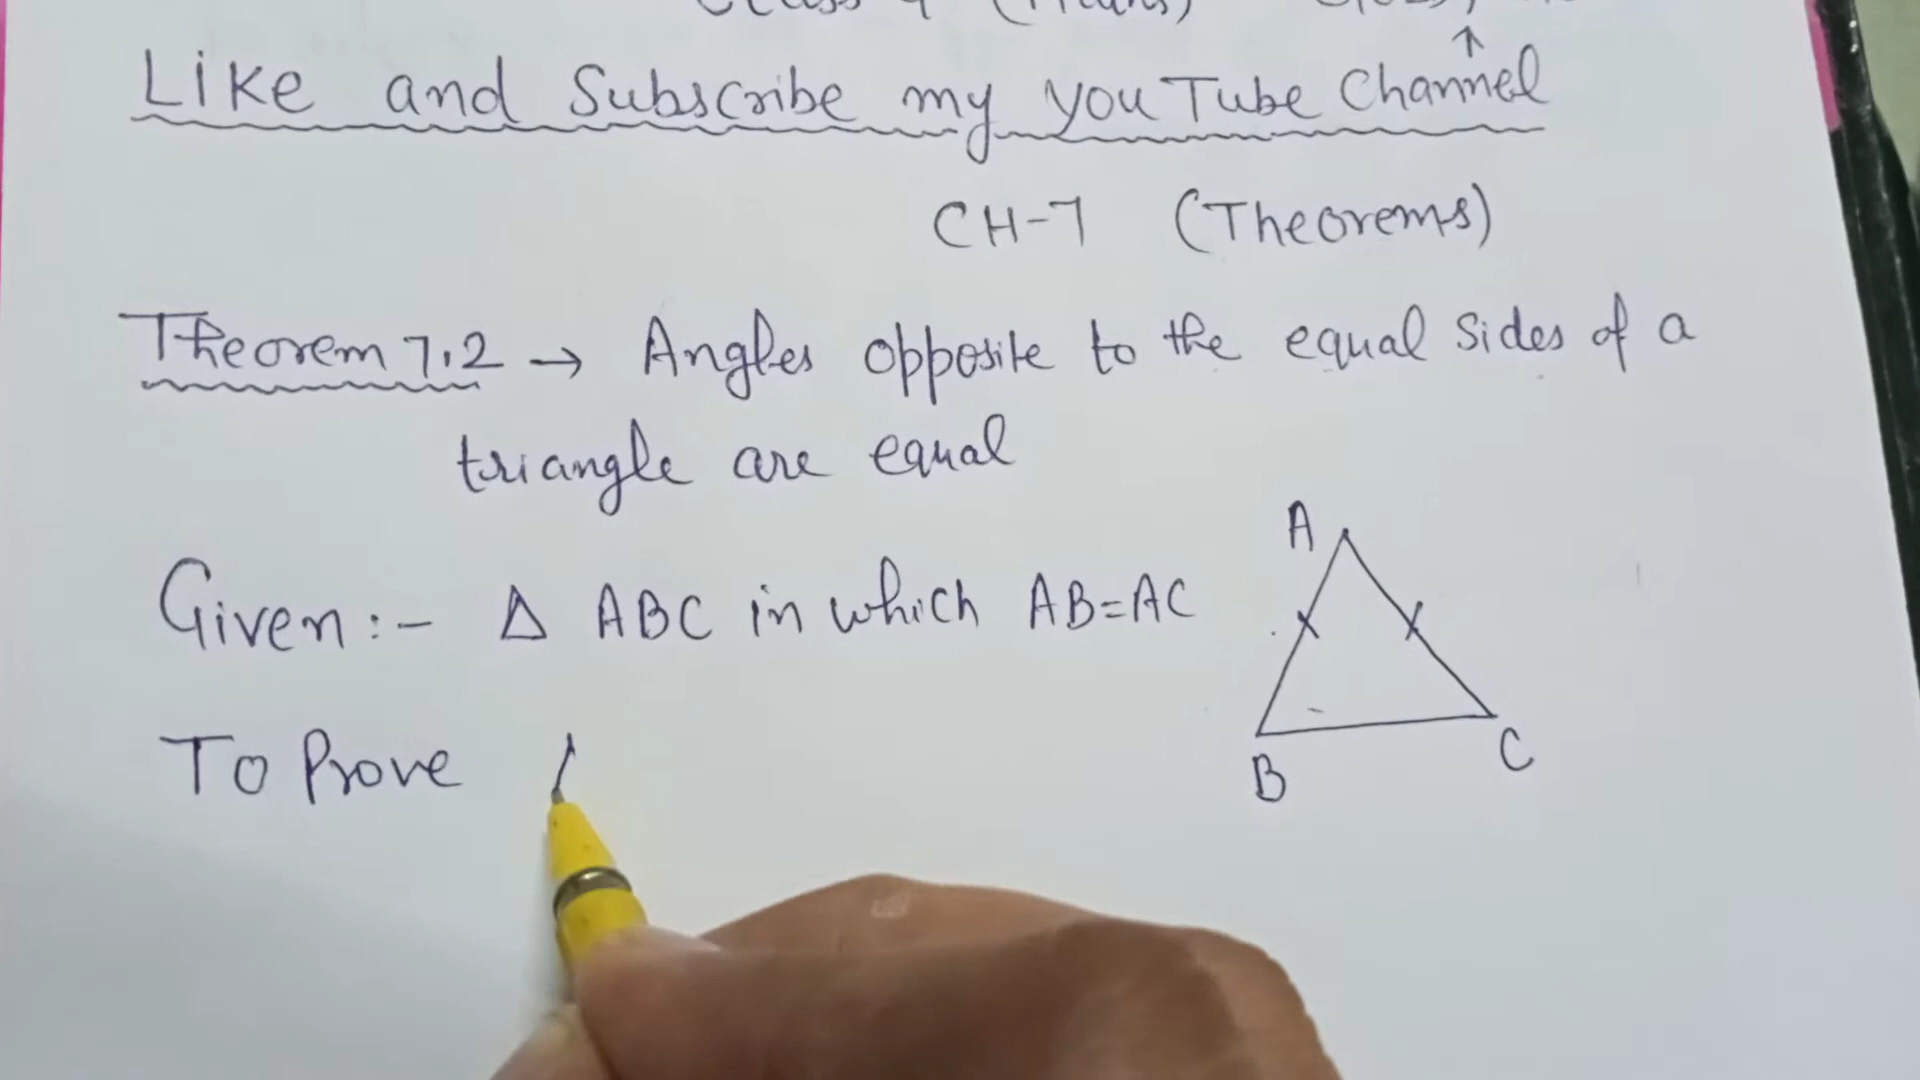 Like and Subscribe my YouTube Channel
CH-7 (Theorems)
Theorem 7.2 → Angles opposite to the equal sides of a
triangle are equal
Given:- Δ ABC in which AB=AC
To Prove
A
B
C